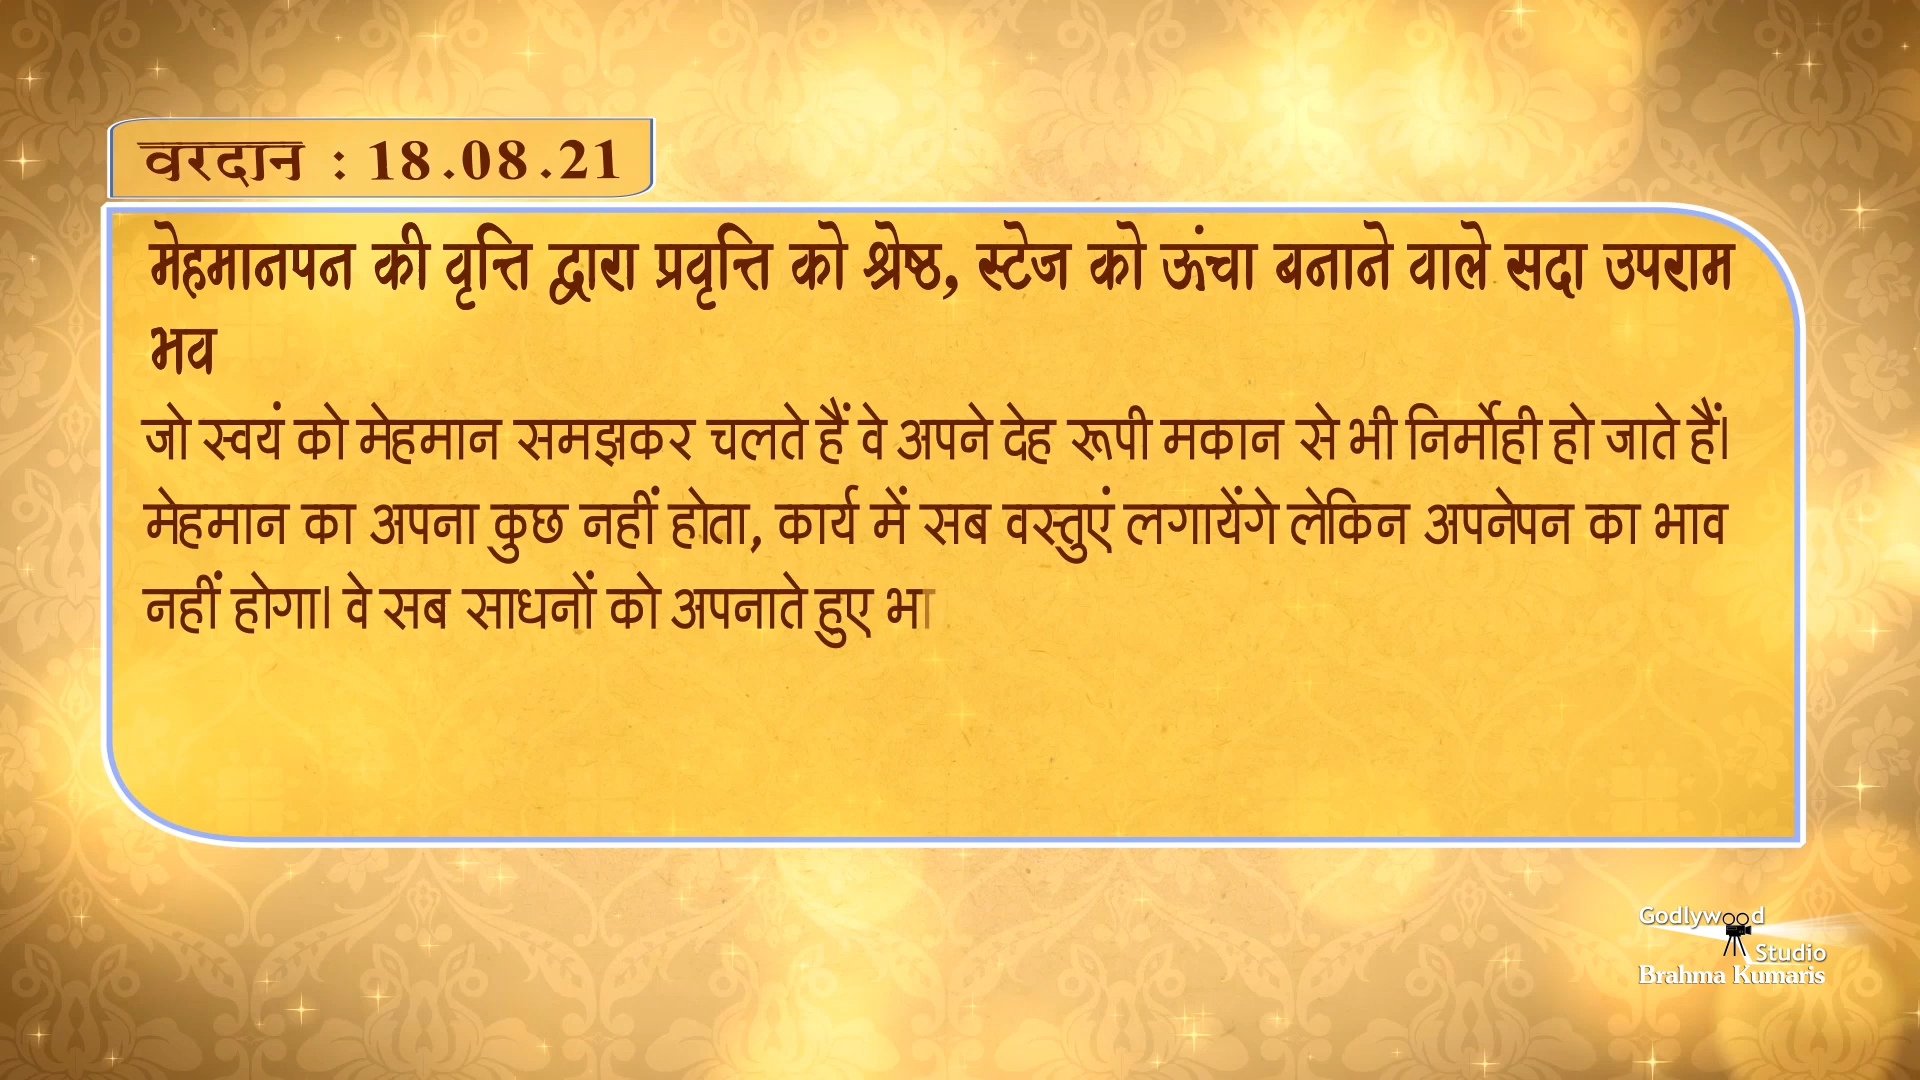 वरदान : 18.08.21
मेहमानपन की वृत्ति द्वारा प्रवृत्ति को श्रेष्ठ, स्टेज को ऊंचा बनाने वाले सदा उपराम
भव
जो स्वयं को मेहमान समझकर चलते हैं वे अपने देह रूपी मकान से भी निर्मोही हो जाते हैं।
मेहमान का अपना कुछ नहीं होता, कार्य में सब वस्तुएं लगायेंगे लेकिन अपनेपन का भाव
नहीं होगा। वे सब साधनों को अपनाते हुए भा
Godlywood
Studio
Brahma Kumaris